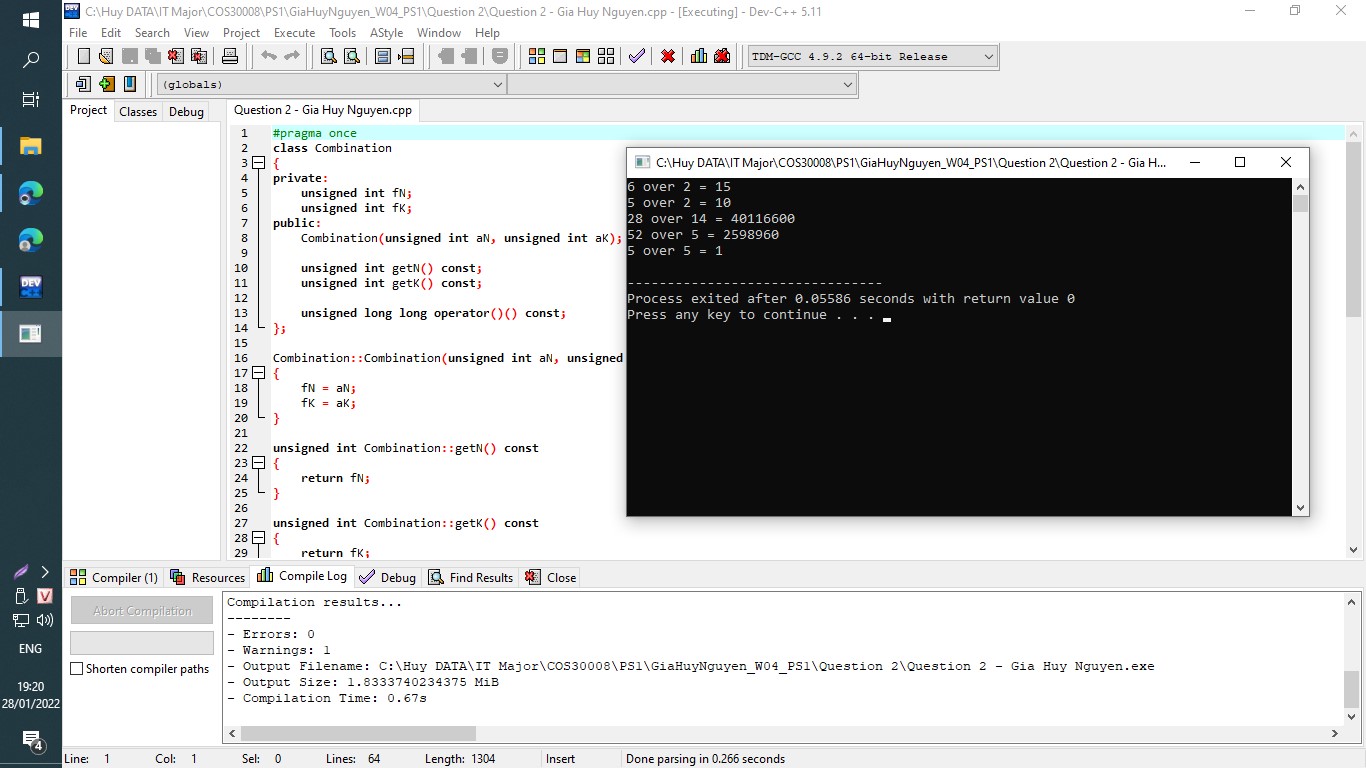 C:\Huy DATA\IT Major\COS30008\PS1\GiaHuyNguyen_W04_PS1\Question 2\Question 2 - Gia Huy Nguyen.cpp - [Executing] - Dev-C++ 5.11
File Edit Search View Project Execute Tools AStyle Window Help
TDM-GCC 4.9.2 64-bit Release
(globals)
Project Classes Debug
Question 2 - Gia Huy Nguyen.cpp
1 #pragma once
2 class Combination
3 {
4 private:
5 unsigned int fN;
6 unsigned int fK;
7 public:
8 Combination(unsigned int aN, unsigned int aK);
9
10 unsigned int getN() const;
11 unsigned int getK() const;
12
13 unsigned long long operator()() const;
14 };
15
16 Combination::Combination(unsigned int aN, unsigned
17 {
18 fN = aN;
19 fK = aK;
20 }
21
22 unsigned int Combination::getN() const
23 {
24 return fN;
25 }
26
27 unsigned int Combination::getK() const
28 {
29 return fK;
C:\Huy DATA\IT Major\COS30008\PS1\GiaHuyNguyen_W04_PS1\Question 2\Question 2 - Gia H...
6 over 2 = 15
5 over 2 = 10
28 over 14 = 40116600
52 over 5 = 2598960
5 over 5 = 1
--------------------------------
Process exited after 0.05586 seconds with return value 0
Press any key to continue . . .
Compiler (1) Resources Compile Log Debug Find Results Close
Abort Compilation
Shorten compiler paths
Compilation results...
--------
- Errors: 0
- Warnings: 1
- Output Filename: C:\Huy DATA\IT Major\COS30008\PS1\GiaHuyNguyen_W04_PS1\Question 2\Question 2 - Gia Huy Nguyen.exe
- Output Size: 1.8333740234375 MiB
- Compilation Time: 0.67s
Line: 1 Col: 1 Sel: 0 Lines: 64 Length: 1304 Insert Done parsing in 0.266 seconds
DEV
V
ENG
19:20
28/01/2022
4